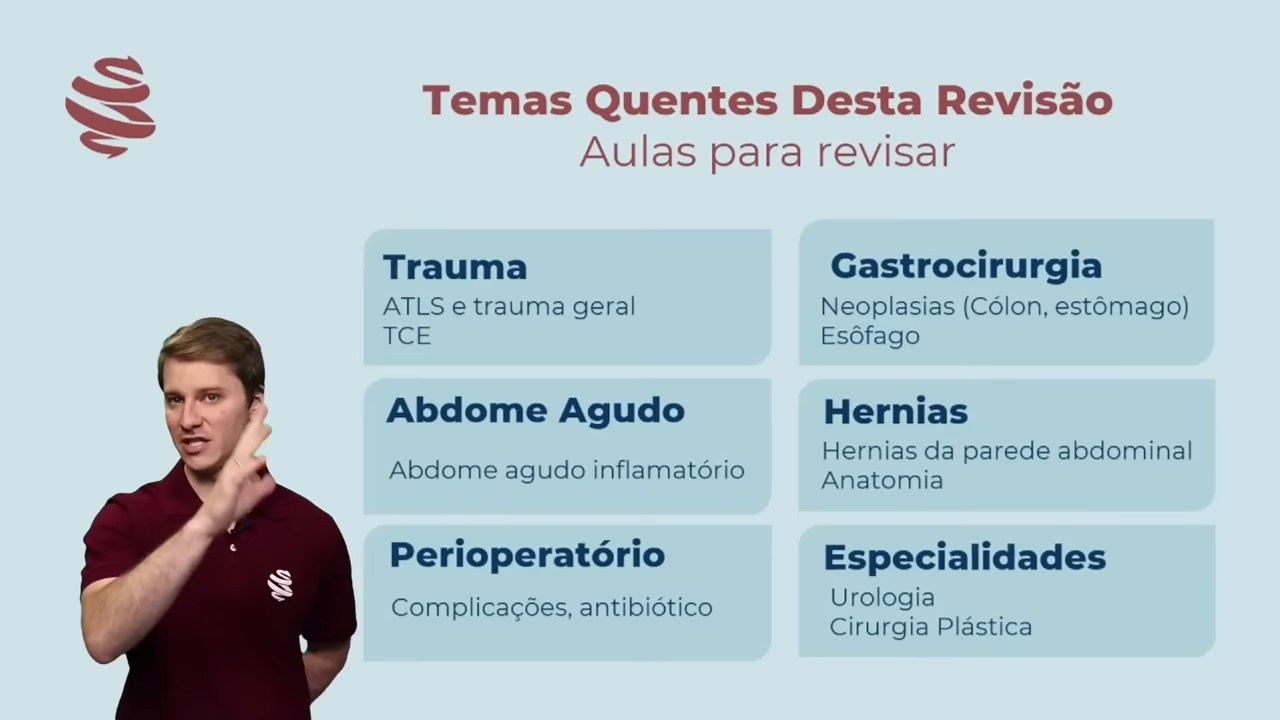 Temas Quentes Desta Revisão
Aulas para revisar
Trauma
ATLS e trauma geral
TCE
Gastrocirurgia
Neoplasias (Cólon, estômago)
Esôfago
Abdome Agudo
Abdome agudo inflamatório
Hernias
Hernias da parede abdominal
Anatomia
Perioperatório
Complicações, antibiótico
Especialidades
Urologia
Cirurgia Plástica